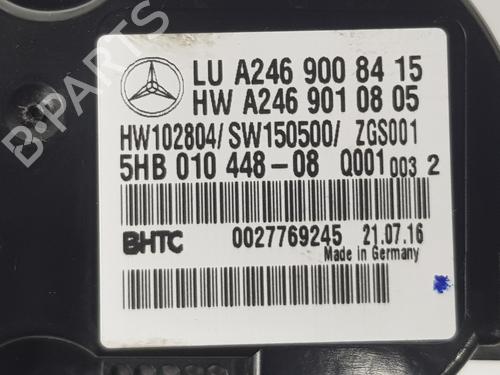 LU A246 900 84 15
HW A246 901 08 05
HW102804/ SW150500/ ZGS001
5HB 010 448-08 Q001 003 2
BHTC 0027769245 21.07.16
Made in Germany
B-PARTS